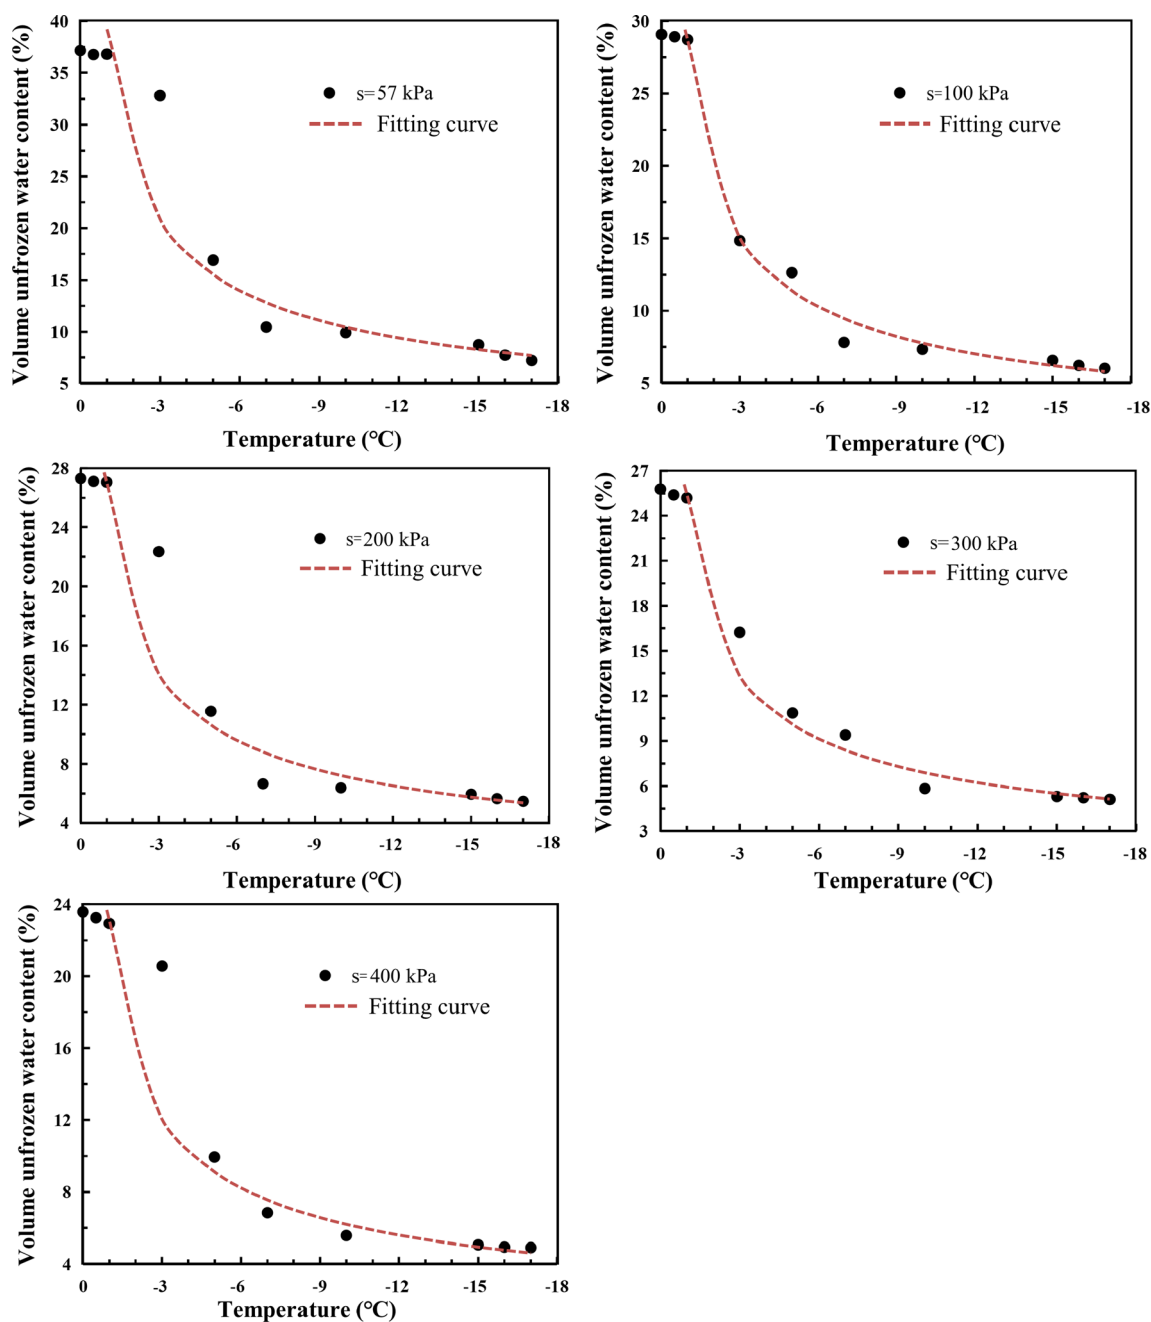 Volume unfrozen water content (%)
40
35
30
25
20
15
10
5
s=57 kPa
Fitting curve
0 -3 -6 -9 -12 -15 -18
Temperature (℃)
Volume unfrozen water content (%)
30
25
20
15
10
5
s=100 kPa
Fitting curve
0 -3 -6 -9 -12 -15 -18
Temperature (℃)
Volume unfrozen water content (%)
28
24
20
16
12
8
4
s=200 kPa
Fitting curve
0 -3 -6 -9 -12 -15 -18
Temperature (℃)
Volume unfrozen water content (%)
27
24
21
18
15
12
9
6
3
s=300 kPa
Fitting curve
0 -3 -6 -9 -12 -15 -18
Temperature (℃)
Volume unfrozen water content (%)
24
20
16
12
8
4
s=400 kPa
Fitting curve
0 -3 -6 -9 -12 -15 -18
Temperature (℃)